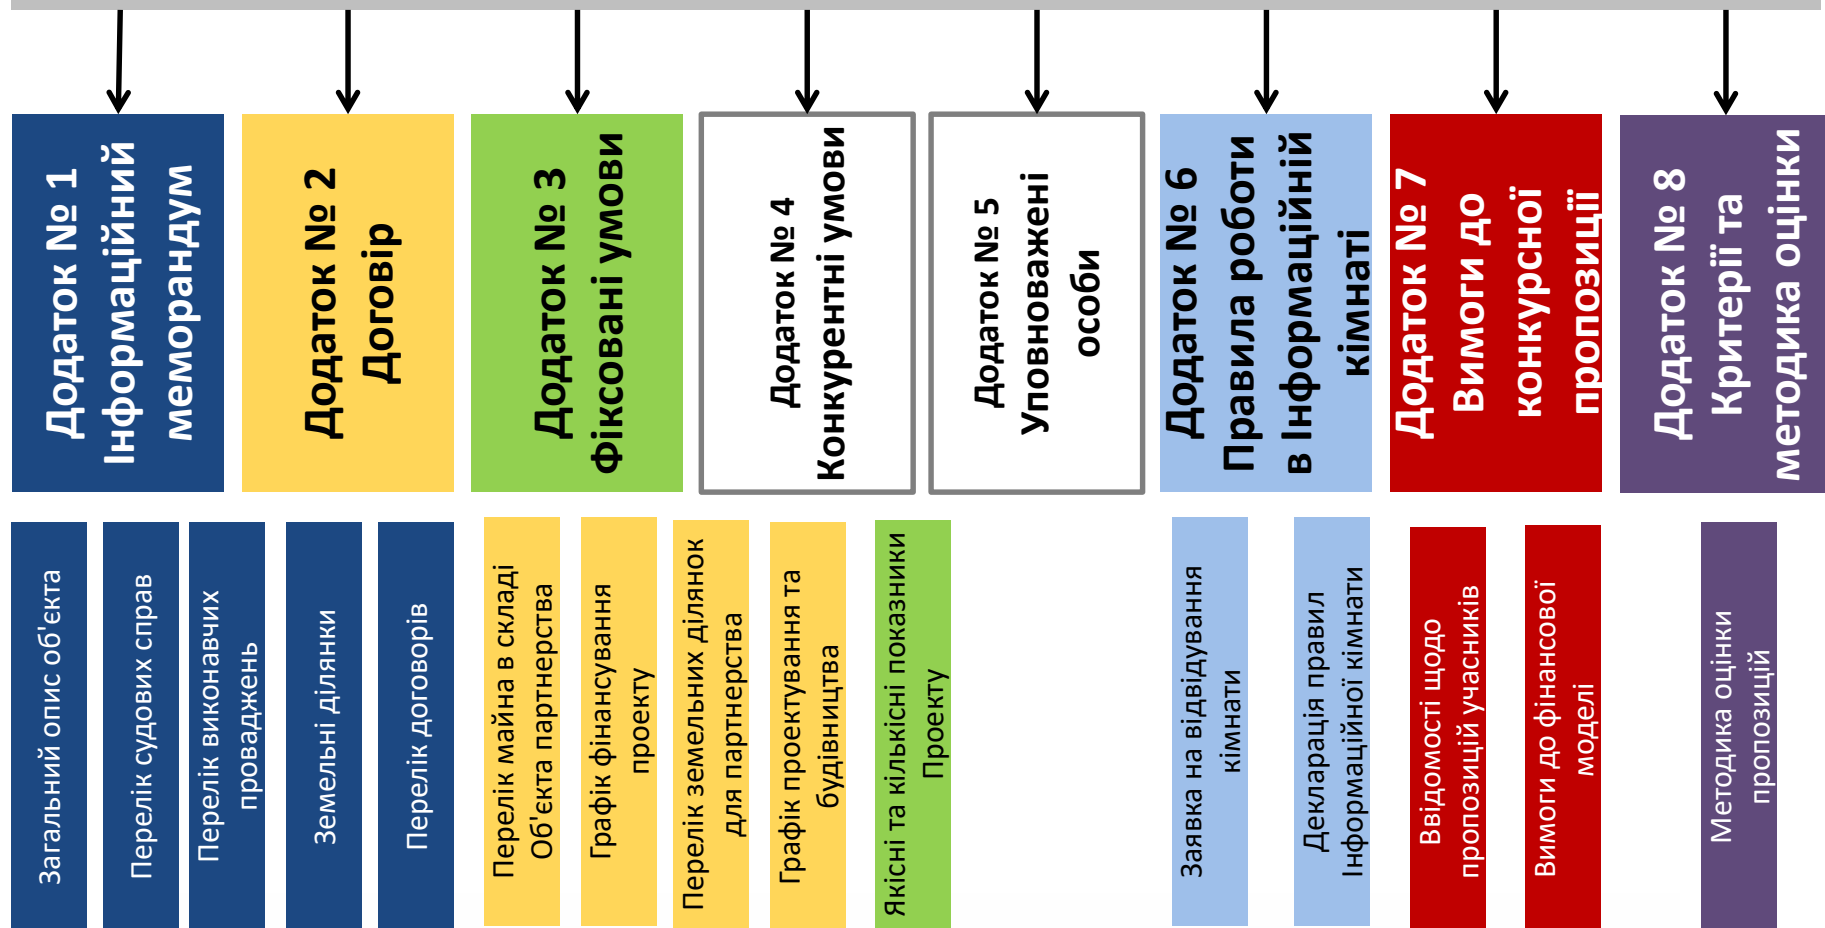 Додаток № 1
Інформаційний
меморандум
Додаток № 2
Договір
Додаток № 3
фіксовані умови
Додаток № 4
Конкурентні умови
Додаток № 5
Уповноважені
особи
Додаток № 6
Правила роботи
в Інформаційній
кімнаті
Додаток № 7
Вимоги до
конкурсної
пропозиції
Додаток № 8
Критерії та
методика оцінки
Загальний опис об'єкта
Перелік судових справ
Перелік виконавчих
проваджень
Земельні ділянки
Перелік договорів
Перелік майна в складі
Об'єкта партнерства
Графік фінансування
проекту
Перелік земельних ділянок
для партнерства
Графік проектування та
будівництва
Якісні та кількісні показники
Проекту
Заявка на відвідування
кімнати
Декларація правил
Інформаційної кімнати
Ввідомості щодо
пропозицій учасників
Вимоги до фінансової
моделі
Методика оцінки
пропозицій